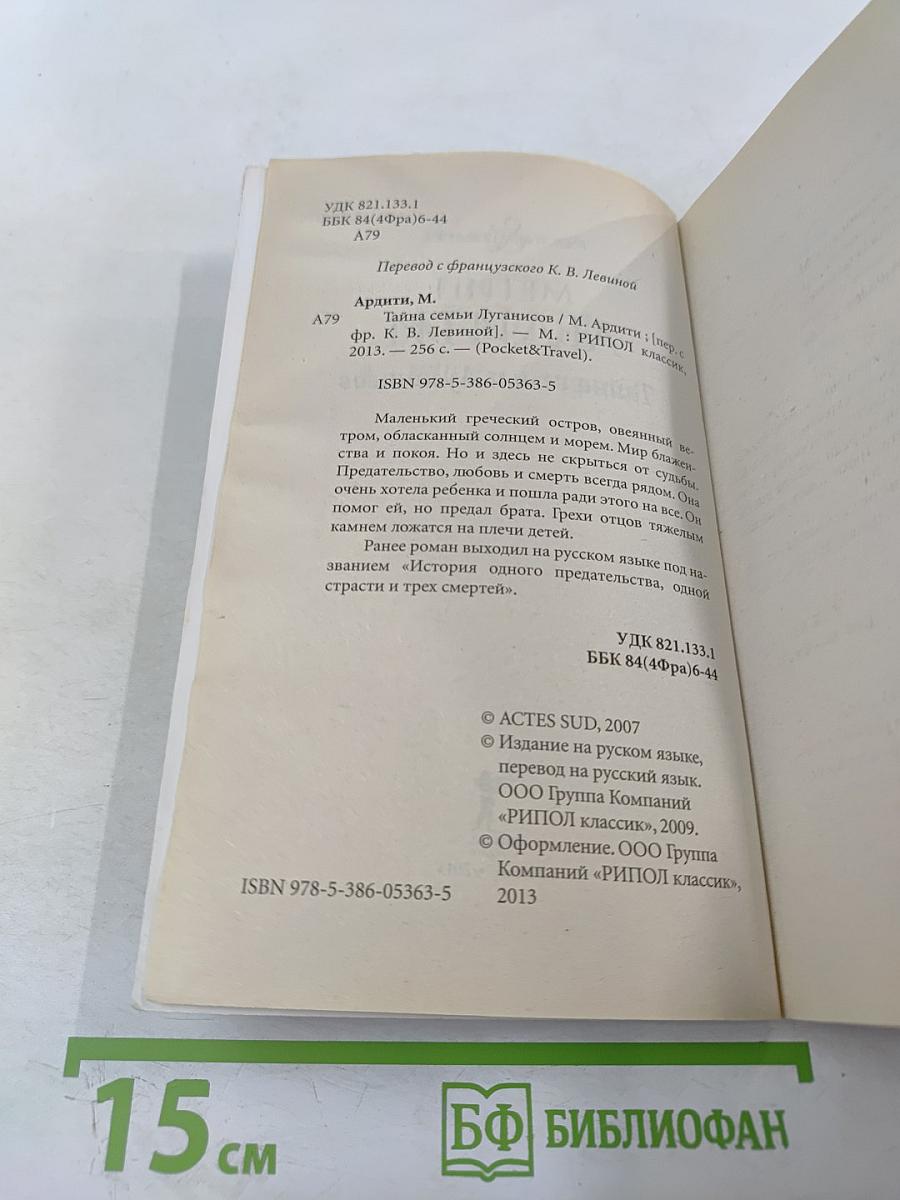 УДК 821.133.1
ББК 84(4Фра)6-44
А79
Перевод с французского К. В. Левиной
Ардити, М.
А79 Тайна семьи Луганисов / М. Ардити ; [пер. с
фр. К. В. Левиной]. — М. : РИПОЛ классик,
2013. — 256 с. — (Pocket&Travel).
ISBN 978-5-386-05363-5
Маленький греческий остров, овеянный ве-
тром, обласканный солнцем и морем. Мир блажен-
ства и покоя. Но и здесь не скрыться от судьбы.
Предательство, любовь и смерть всегда рядом. Она
очень хотела ребенка и пошла ради этого на все. Он
помог ей, но предал брата. Грехи отцов тяжелым
камнем ложатся на плечи детей.
Ранее роман выходил на русском языке под на-
званием «История одного предательства, одной
страсти и трех смертей».
УДК 821.133.1
ББК 84(4Фра)6-44
© ACTES SUD, 2007
© Издание на руском языке,
перевод на русский язык.
ООО Группа Компаний
«РИПОЛ классик», 2009.
© Оформление. ООО Группа
Компаний «РИПОЛ классик»,
2013
ISBN 978-5-386-05363-5
15 см
БФ БИБЛИОФАН